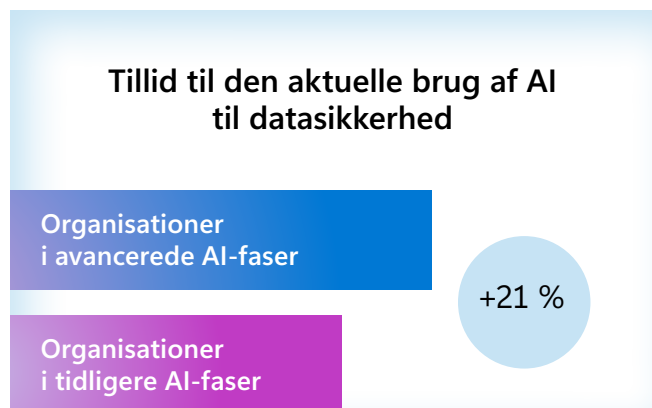 Tillid til den aktuelle brug af AI
til datasikkerhed
Organisationer
i avancerede AI-faser
+21 %
Organisationer
i tidligere AI-faser